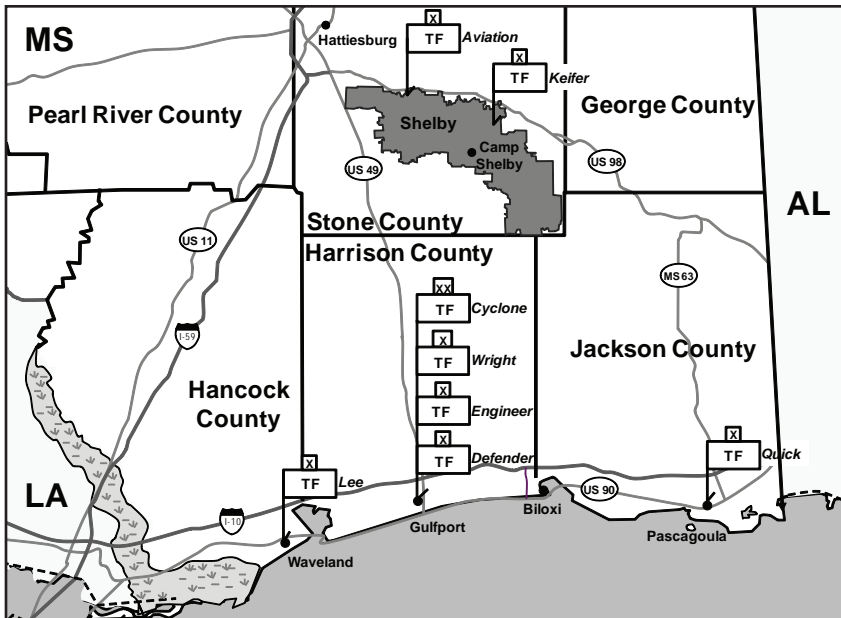 MS
Hattiesburg
X
TF
Aviation
X
TF
Keifer
Pearl River County
George County
Shelby
Camp
Shelby
US 49
US 98
AL
Stone County
Harrison County
US 11
MS 63
XX
TF
Cyclone
I-59
X
TF
Wright
Jackson County
Hancock
County
X
TF
Engineer
X
TF
Defender
X
TF
Quick
X
TF
Lee
LA
US 90
I-10
Biloxi
Gulfport
Pascagoula
Waveland